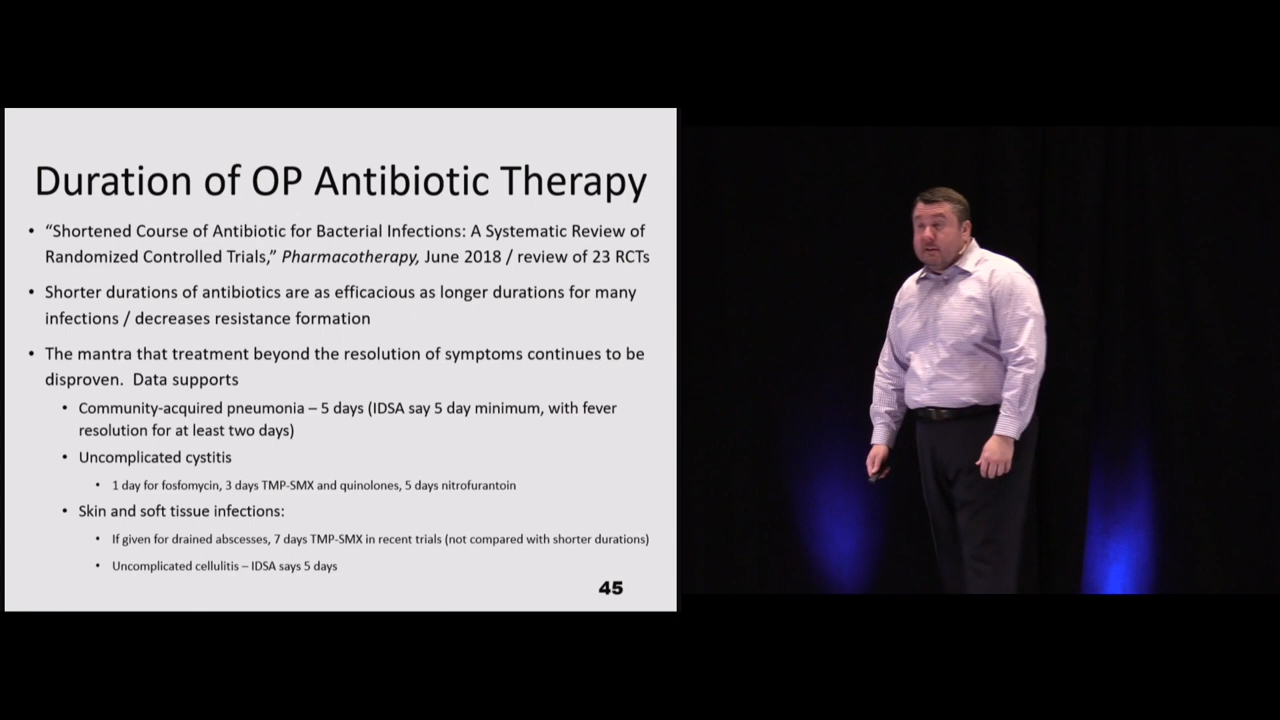 Duration of OP Antibiotic Therapy
• “Shortened Course of Antibiotic for Bacterial Infections: A Systematic Review of
Randomized Controlled Trials,” Pharmacotherapy, June 2018 / review of 23 RCTs
• Shorter durations of antibiotics are as efficacious as longer durations for many
infections / decreases resistance formation
• The mantra that treatment beyond the resolution of symptoms continues to be
disproven.  Data supports
• Community-acquired pneumonia – 5 days (IDSA say 5 day minimum, with fever
resolution for at least two days)
• Uncomplicated cystitis
• 1 day for fosfomycin, 3 days TMP-SMX and quinolones, 5 days nitrofurantoin
• Skin and soft tissue infections:
• If given for drained abscesses, 7 days TMP-SMX in recent trials (not compared with shorter durations)
• Uncomplicated cellulitis – IDSA says 5 days
45